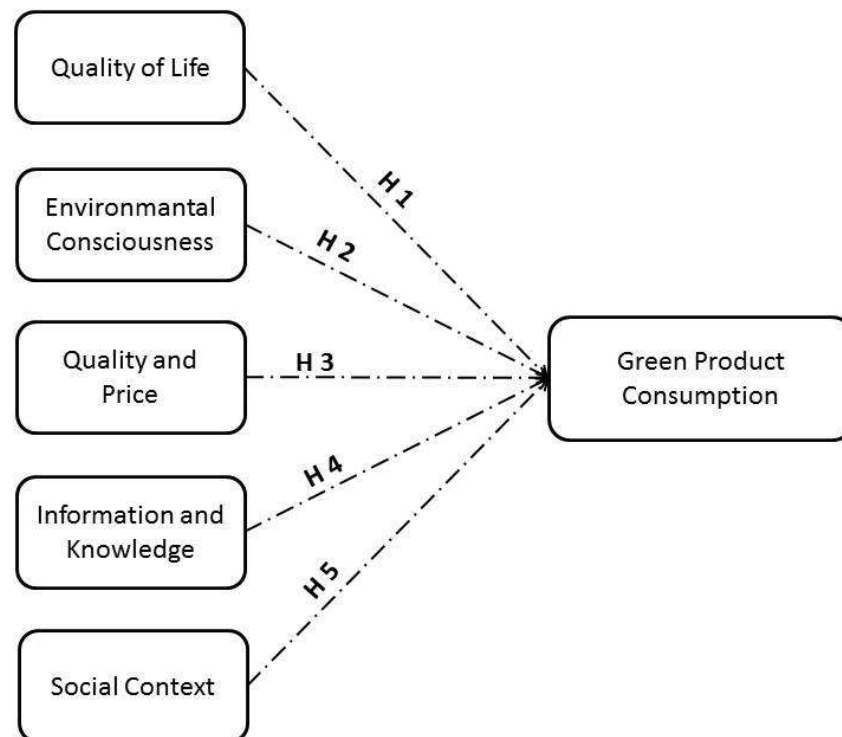 Quality of Life
H 1
Environmantal
Consciousness
H 2
Quality and
Price
H 3
Green Product
Consumption
Information and
Knowledge
H 4
Social Context
H 5